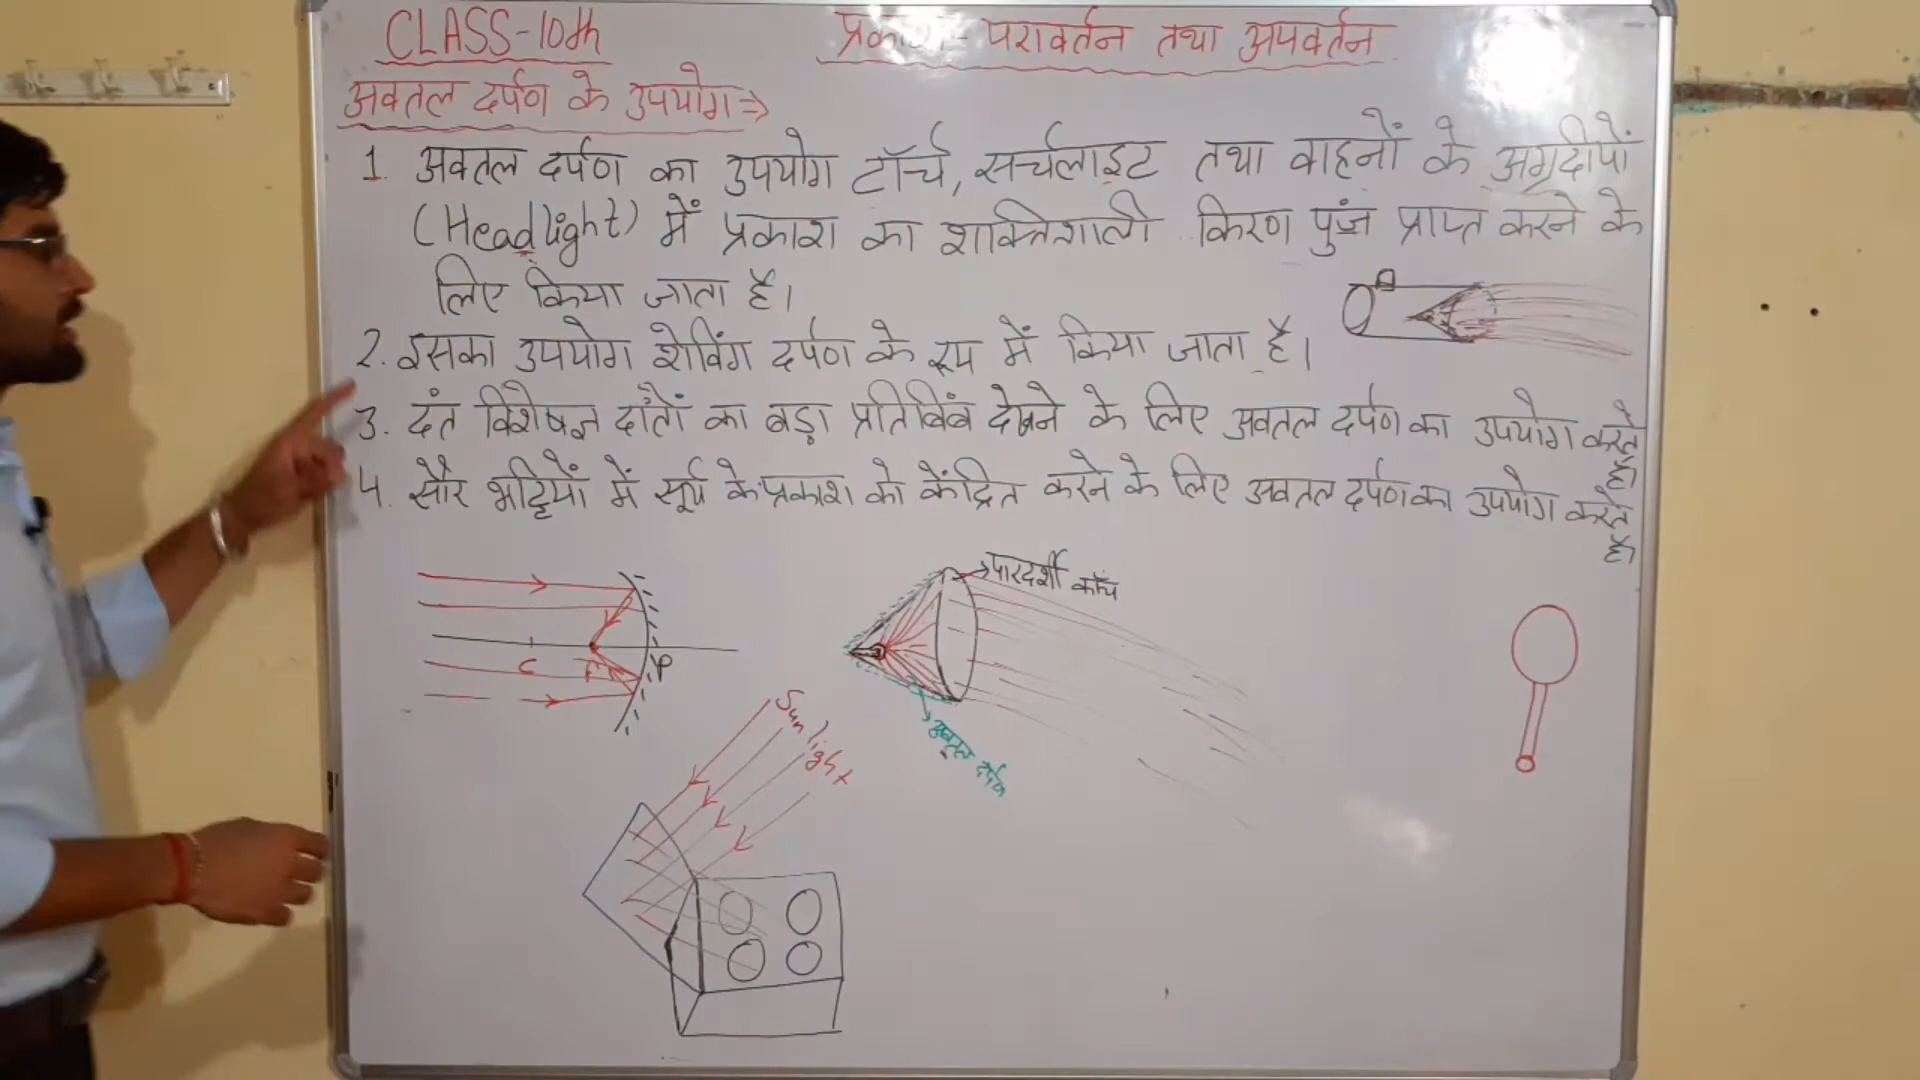 CLASS-10th
प्रकाश - परावर्तन तथा अपवर्तन
अवतल दर्पण के उपयोग⇒
1. अवतल दर्पण का उपयोग टॉर्च, सर्चलाइट तथा वाहनों के अग्रदीपों
(Headlight) में प्रकाश का शक्तिशाली किरण पुंज प्राप्त करने के
लिए किया जाता है।
2. इसका उपयोग शेविंग दर्पण के रूप में किया जाता है।
3. दंत विशेषज्ञ दाँतों का बड़ा प्रतिबिंब देखने के लिए अवतल दर्पण का उपयोग करते है।
4. सौर भट्टियों में सूर्य के प्रकाश को केंद्रित करने के लिए अवतल दर्पण का उपयोग करते है।
→पारदर्शी काँच
C F P
अवतल दर्पण
Sun light